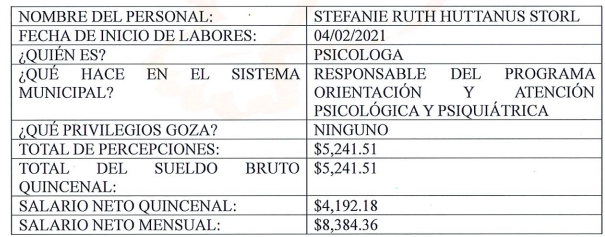 NOMBRE DEL PERSONAL: STEFANIE RUTH HUTTANUS STORL
FECHA DE INICIO DE LABORES: 04/02/2021
¿QUIÉN ES? PSICOLOGA
¿QUÉ HACE EN EL SISTEMA MUNICIPAL? RESPONSABLE DEL PROGRAMA
ORIENTACIÓN Y ATENCIÓN
PSICOLÓGICA Y PSIQUIÁTRICA
¿QUÉ PRIVILEGIOS GOZA? NINGUNO
TOTAL DE PERCEPCIONES: $5,241.51
TOTAL DEL SUELDO BRUTO QUINCENAL: $5,241.51
SALARIO NETO QUINCENAL: $4,192.18
SALARIO NETO MENSUAL: $8,384.36